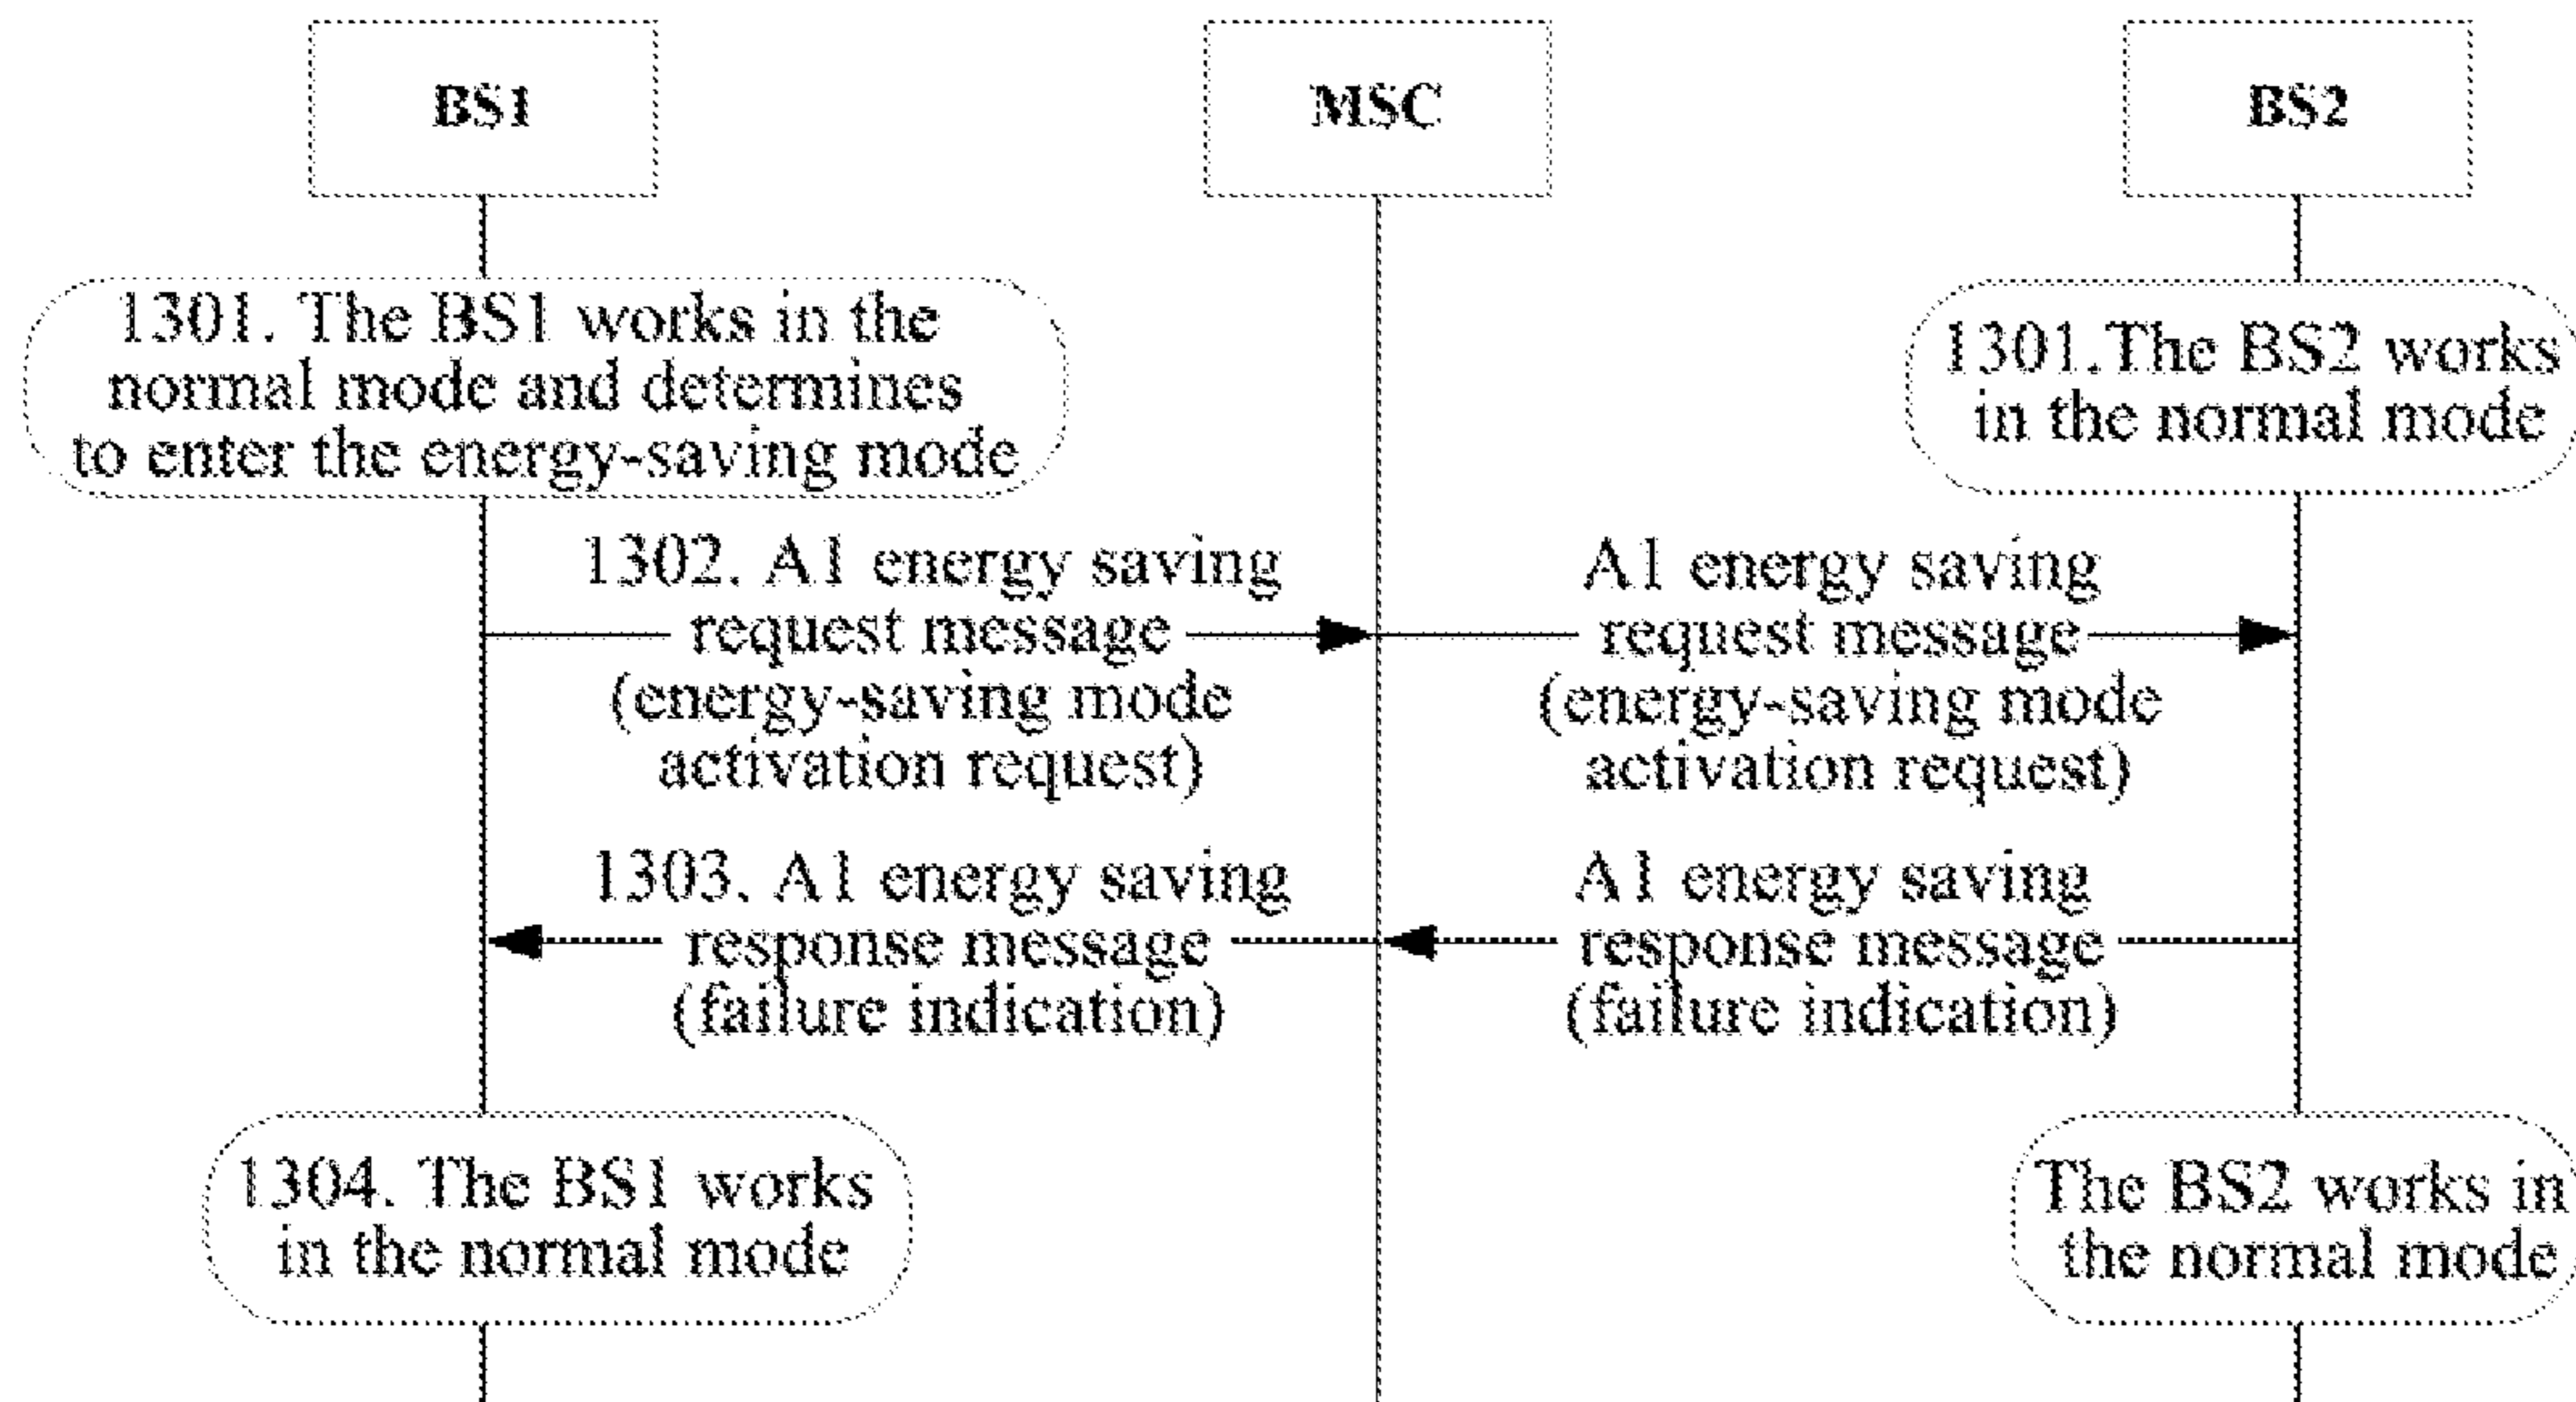 BS1
MSC
BS2
1301. The BS1 works in the
normal mode and determines
to enter the energy-saving mode
1301.The BS2 works
in the normal mode
1302. A1 energy saving
request message
(energy-saving mode
activation request)
A1 energy saving
request message
(energy-saving mode
activation request)
1303. A1 energy saving
response message
(failure indication)
A1 energy saving
response message
(failure indication)
1304. The BS1 works
in the normal mode
The BS2 works in
the normal mode